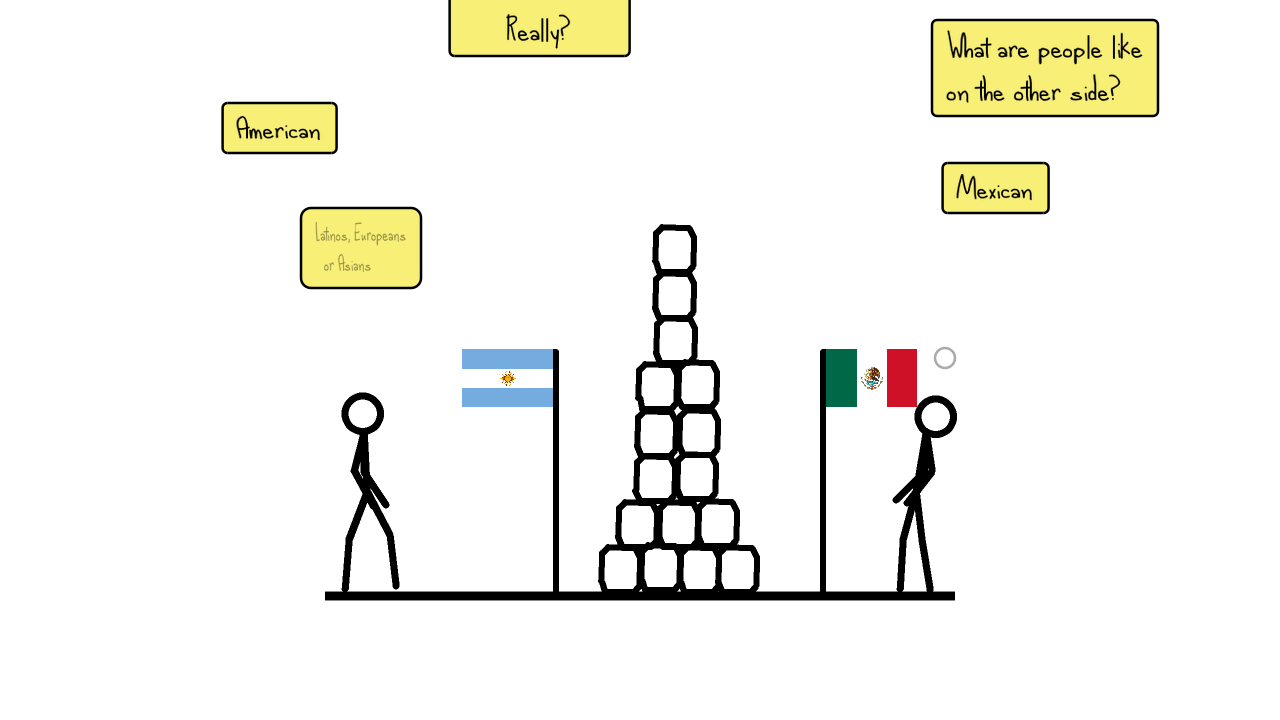 Really?
What are people like
on the other side?
American
Mexican
Latinos, Europeans
or Asians